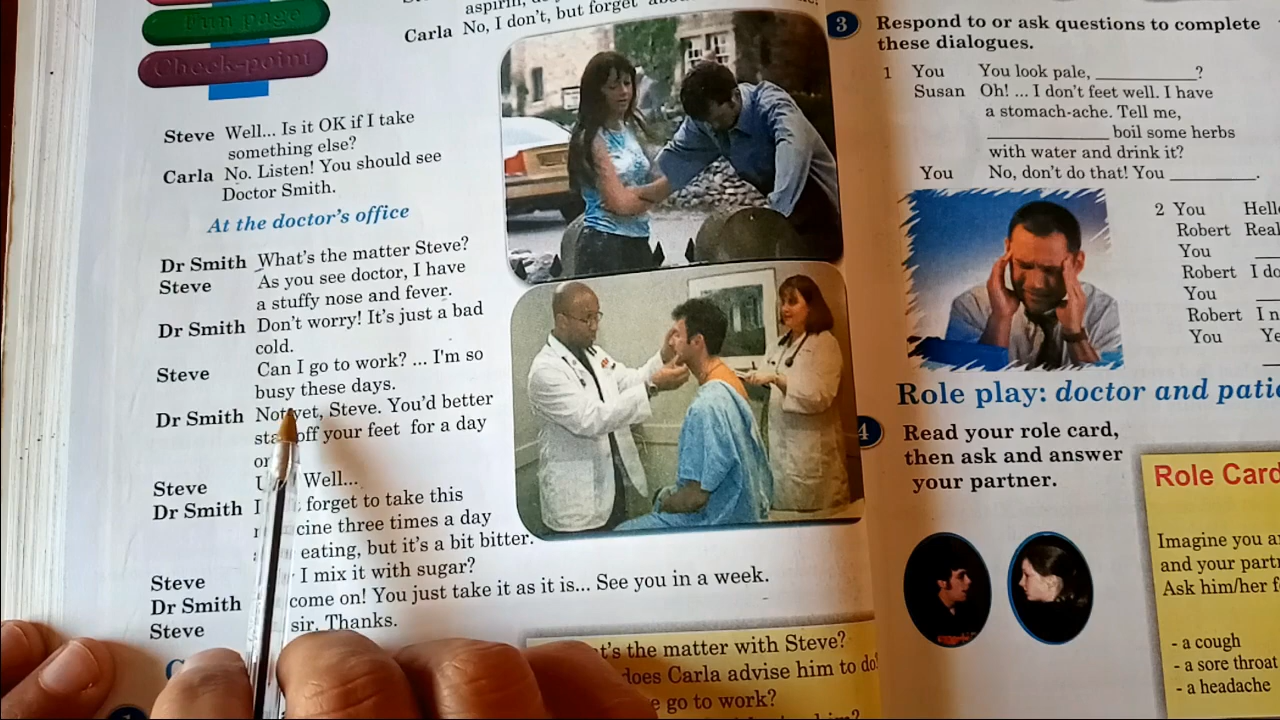 Fun page
Check-point
aspirin,
Carla No, I don't, but forget
Steve Well... Is it OK if I take
something else?
Carla No. Listen! You should see
Doctor Smith.
At the doctor's office
Dr Smith What's the matter Steve?
Steve As you see doctor, I have
a stuffy nose and fever.
Dr Smith Don't worry! It's just a bad
cold.
Steve Can I go to work? ... I'm so
busy these days.
Dr Smith Not yet, Steve. You'd better
off your feet for a day
or
Steve Well...
Dr Smith forget to take this
cine three times a day
eating, but it's a bit bitter.
Steve I mix it with sugar?
Dr Smith come on! You just take it as it is... See you in a week.
Steve sir. Thanks.
t's the matter with Steve?
does Carla advise him to do?
e go to work?
3 Respond to or ask questions to complete
these dialogues.
1 You You look pale, __________?
Susan Oh! ... I don't feet well. I have
a stomach-ache. Tell me,
____________ boil some herbs
with water and drink it?
You No, don't do that! You _________.
2 You Hell
Robert Real
You
Robert I do
You
Robert I n
You Ye
Role play: doctor and patie
4 Read your role card,
then ask and answer
your partner.
Role Card
Imagine you a
and your part
Ask him/her f
- a cough
- a sore throat
- a headache